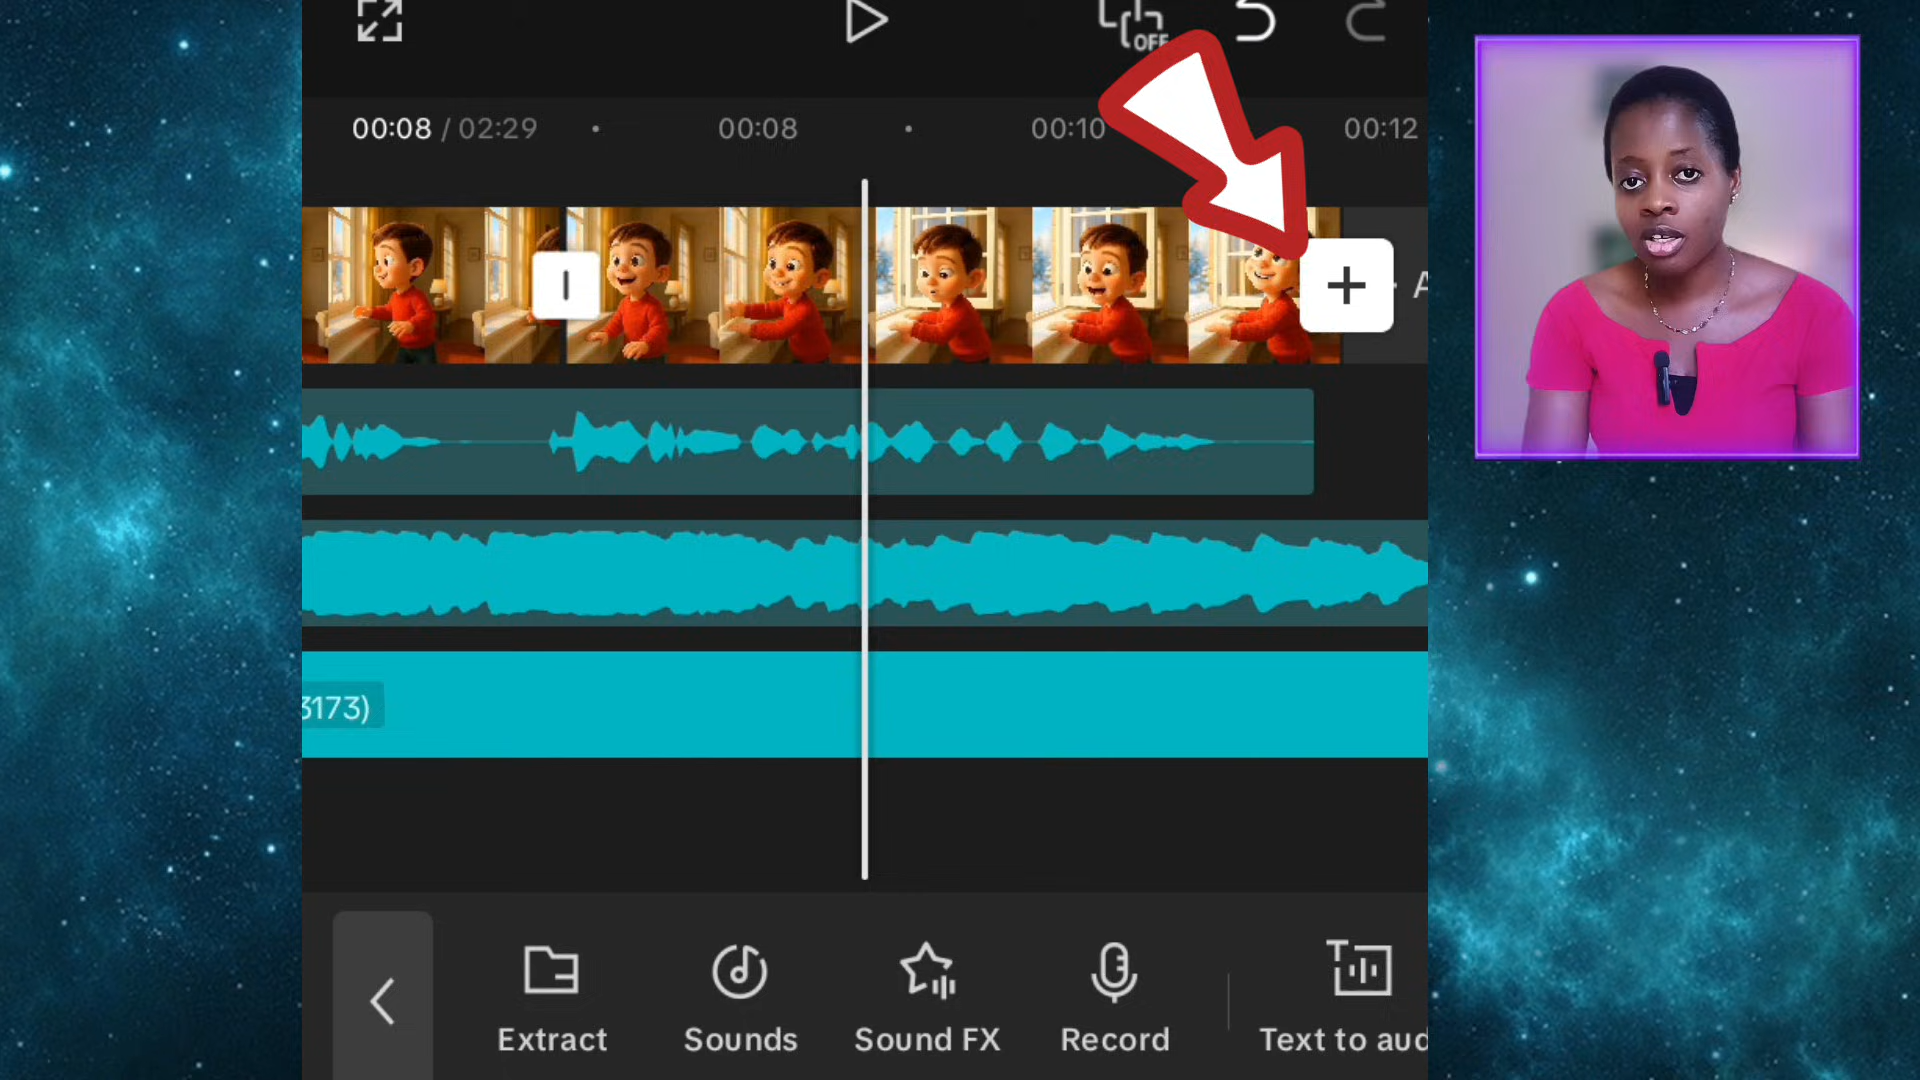 OFF
00:08 / 02:29
00:08
00:10
00:12
A
3173)
Extract
Sounds
Sound FX
Record
Text to aud